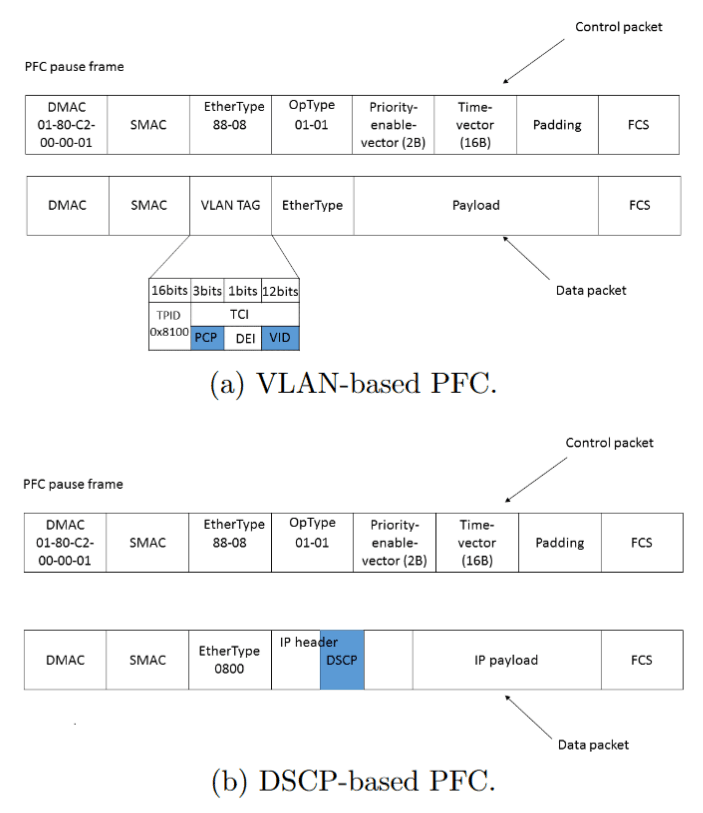 Control packet
PFC pause frame
DMAC
01-80-C2-
00-00-01
SMAC
EtherType
88-08
OpType
01-01
Priority-
enable-
vector (2B)
Time-
vector
(16B)
Padding
FCS
DMAC
SMAC
VLAN TAG
EtherType
Payload
FCS
Data packet
16bits 3bits 1bits 12bits
TPID
0x8100
TCI
PCP DEI VID
(a) VLAN-based PFC.
Control packet
PFC pause frame
DMAC
01-80-C2-
00-00-01
SMAC
EtherType
88-08
OpType
01-01
Priority-
enable-
vector (2B)
Time-
vector
(16B)
Padding
FCS
DMAC
SMAC
EtherType
0800
IP header
DSCP
IP payload
FCS
Data packet
(b) DSCP-based PFC.